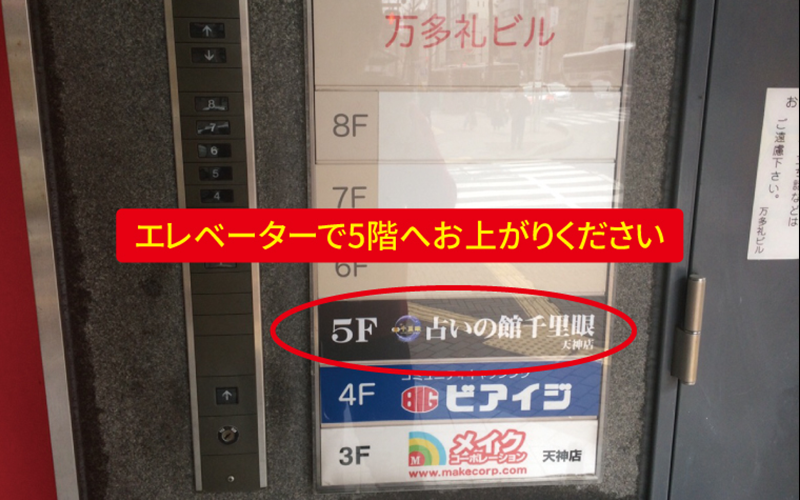 万多礼ビル
8
7
6
5
4
8F
7F
エレベーターで5階へお上がりください
6F
5F 占いの館千里眼
天神店
4F BIG ビアイジ
3F M メイク
コーポレーション 天神店
www.makecorp.com
ご遠慮下さい。
万多礼ビル